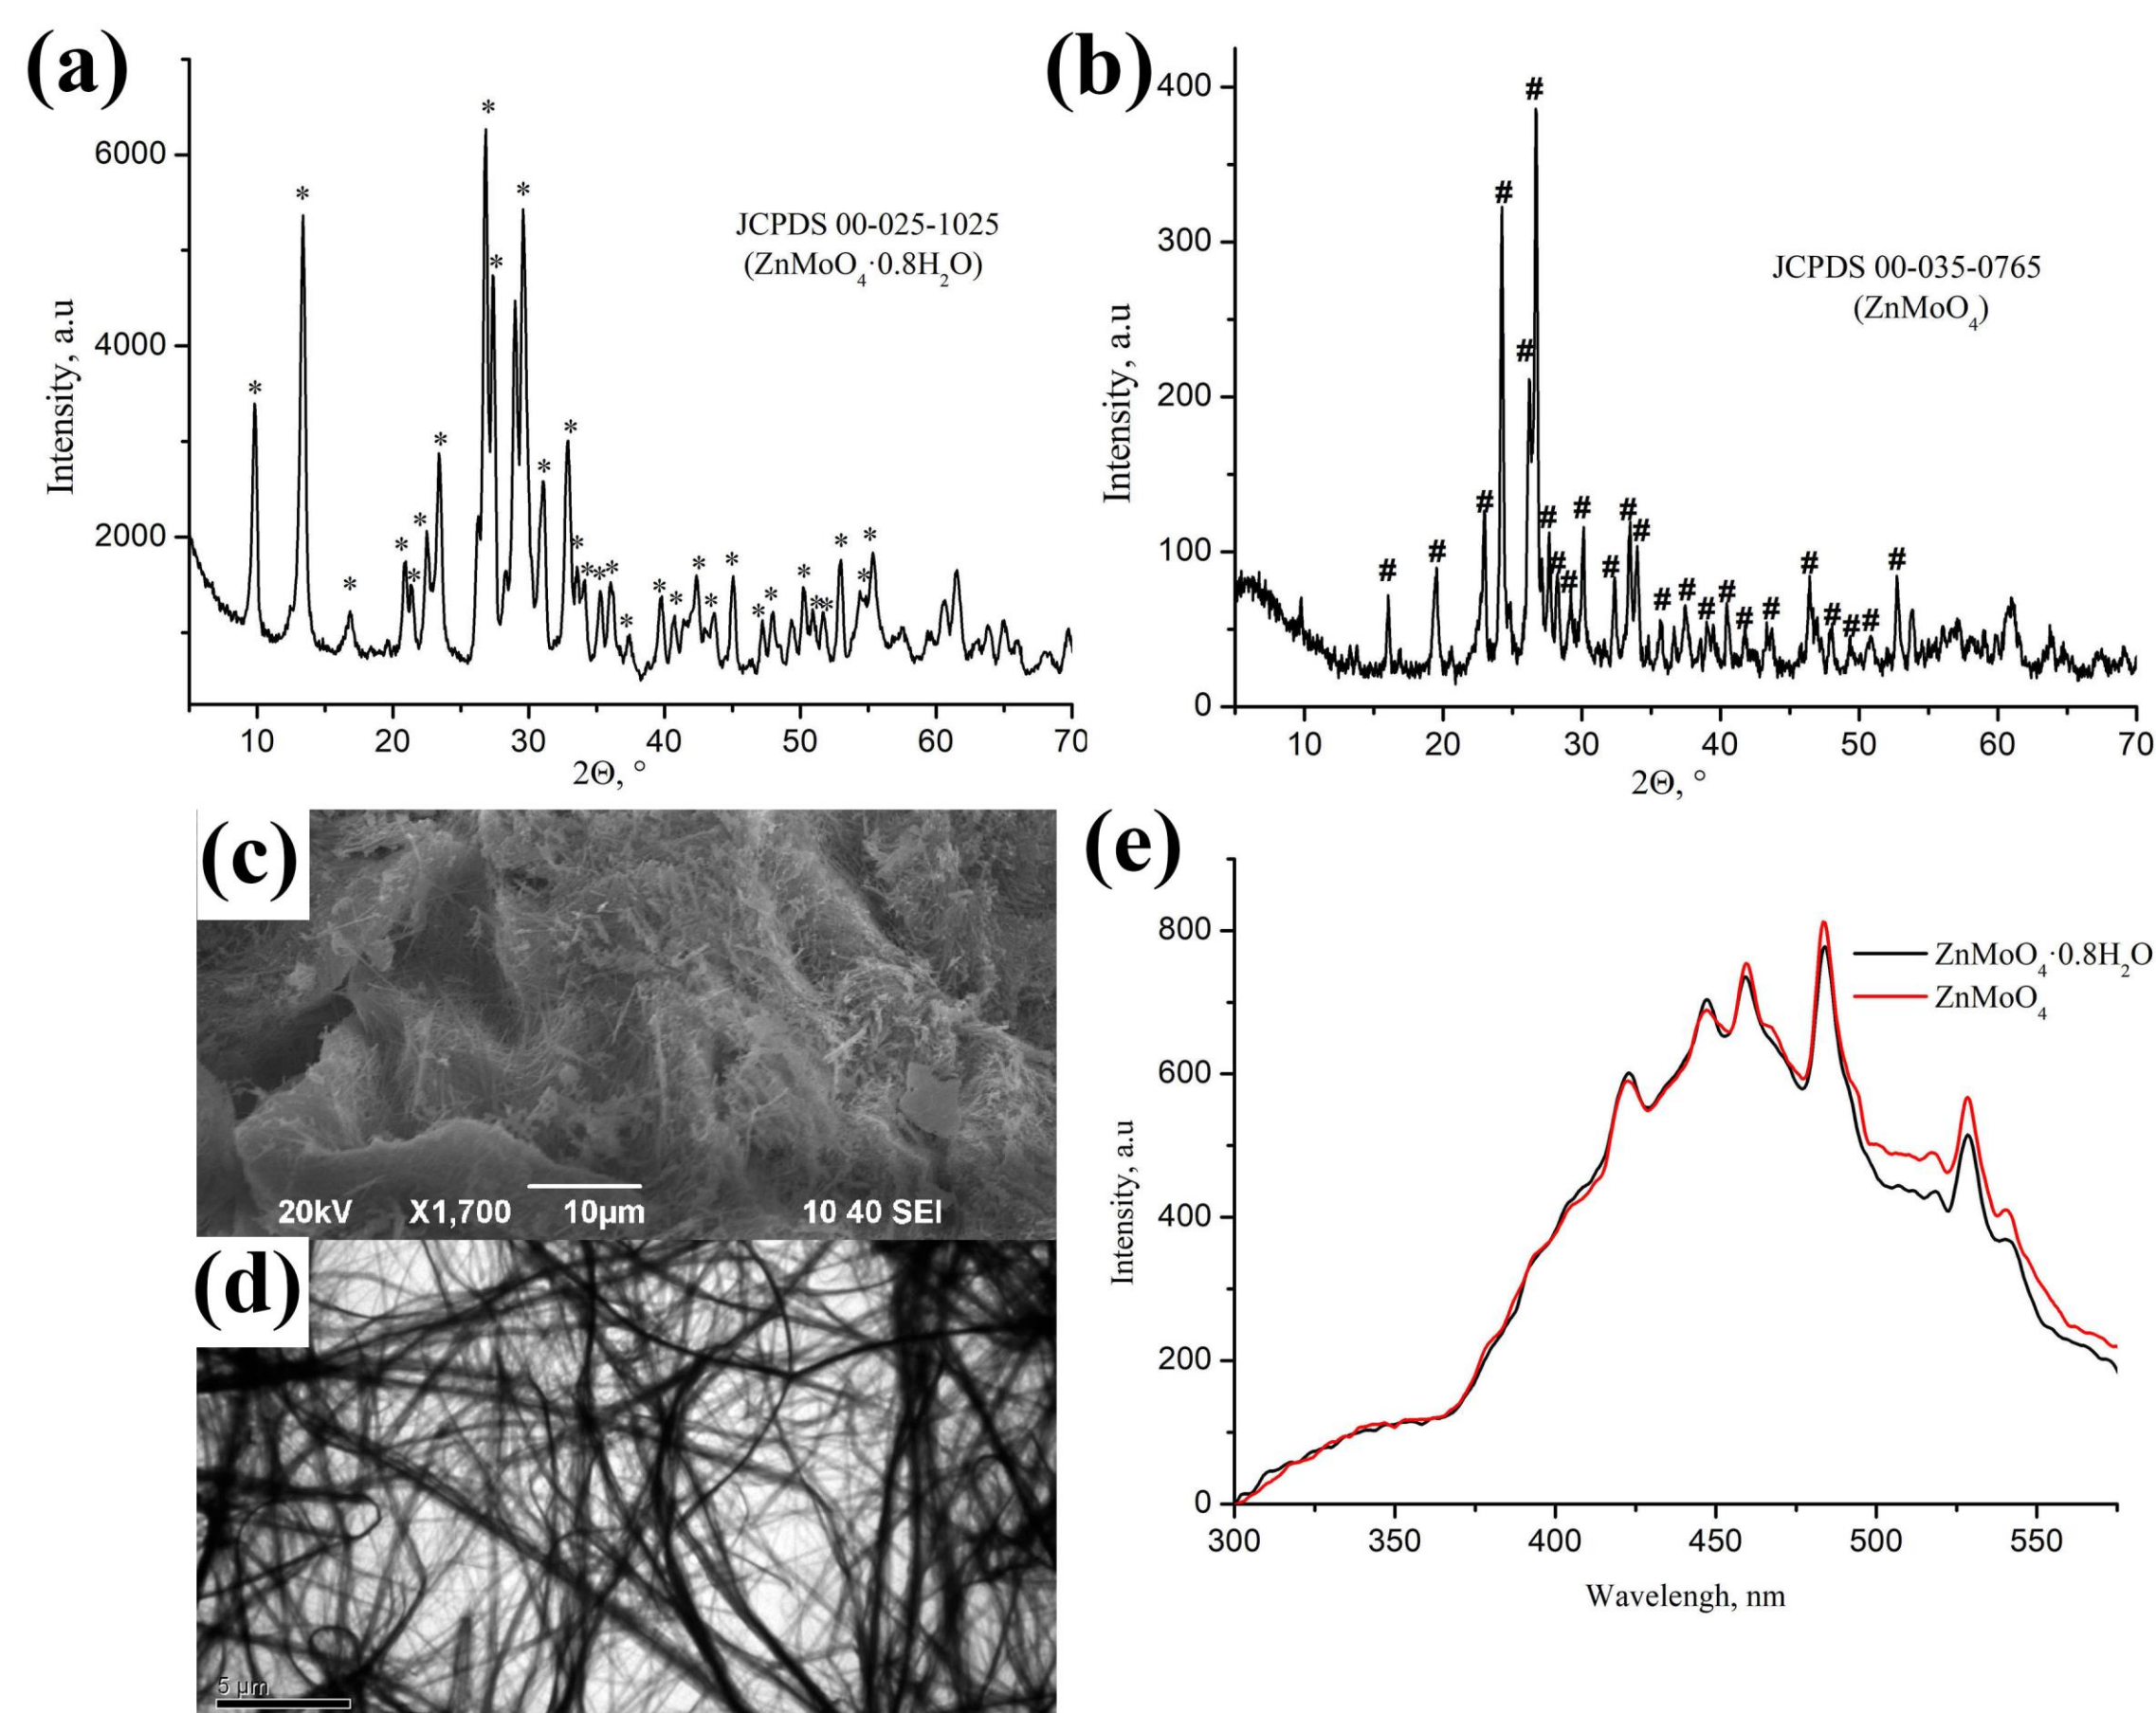 (a)
Intensity, a.u
6000
4000
2000
JCPDS 00-025-1025
(ZnMoO₄·0.8H₂O)
* * * * * * * * * * * * * * * * * * * * * * * * * * * * * * * * * * *
10 20 30 40 50 60 70
2Θ, °
(b)
Intensity, a.u
400
300
200
100
0
JCPDS 00-035-0765
(ZnMoO₄)
# # # # # # # # # # # # # # # # # # # # # # # # # #
10 20 30 40 50 60 70
2Θ, °
(c)
20kV X1,700 10µm 10 40 SEI
(d)
5 µm
(e)
Intensity, a.u
800
600
400
200
0
ZnMoO₄·0.8H₂O
ZnMoO₄
300 350 400 450 500 550
Wavelengh, nm